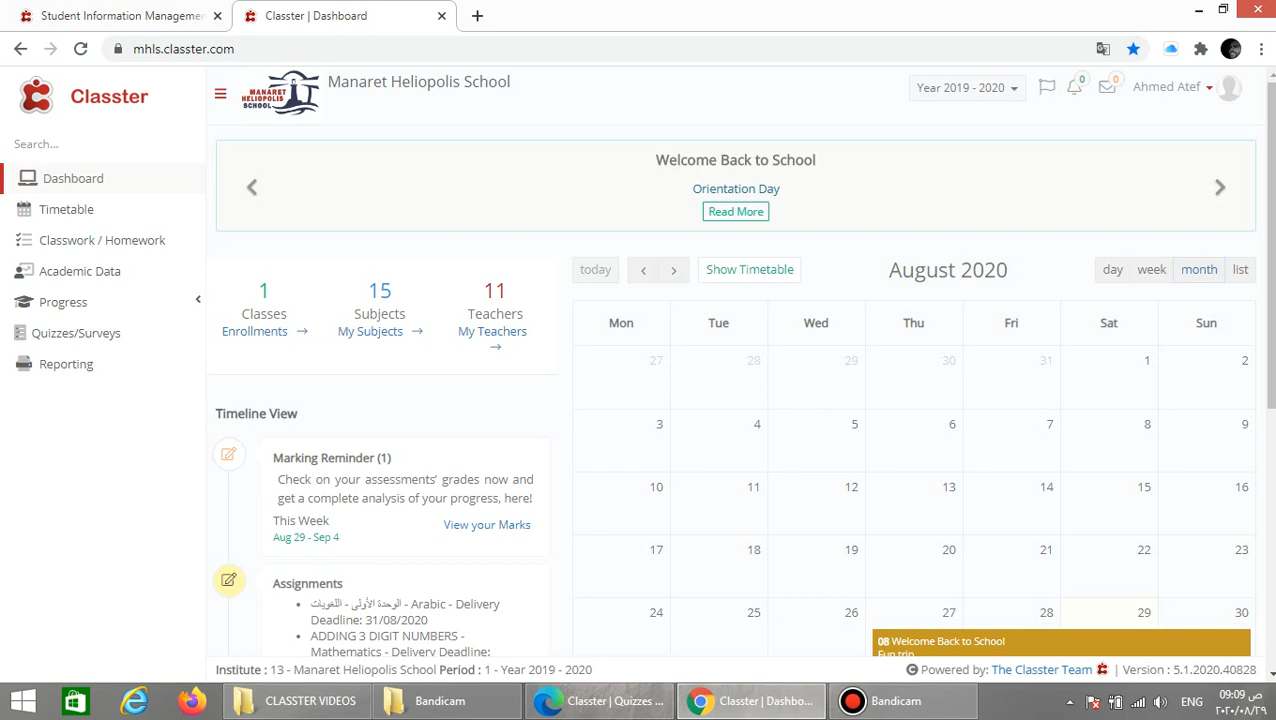 Student Information Managemen
Classter | Dashboard
mhls.classter.com
Classter
MANARET
HELIOPOLIS
SCHOOL
Manaret Heliopolis School
Year 2019 - 2020
0
0
Ahmed Atef
Search...
Dashboard
Timetable
Classwork / Homework
Academic Data
Progress
Quizzes/Surveys
Reporting
Welcome Back to School
Orientation Day
Read More
1
Classes
Enrollments →
15
Subjects
My Subjects →
11
Teachers
My Teachers
→
Timeline View
Marking Reminder (1)
Check on your assessments' grades now and
get a complete analysis of your progress, here!
This Week
Aug 29 - Sep 4
View your Marks
Assignments
• الوحدة الأولى - اللغويات - Arabic - Delivery
Deadline: 31/08/2020
• ADDING 3 DIGIT NUMBERS -
Mathematics - Delivery Deadline:
today
Show Timetable
August 2020
day week month list
Mon Tue Wed Thu Fri Sat Sun
27 28 29 30 31 1 2
3 4 5 6 7 8 9
10 11 12 13 14 15 16
17 18 19 20 21 22 23
24 25 26 27 28 29 30
08 Welcome Back to School
Fun trip
Institute : 13 - Manaret Heliopolis School Period : 1 - Year 2019 - 2020
Powered by: The Classter Team | Version : 5.1.2020.40828
CLASSTER VIDEOS
Bandicam
Classter | Quizzes ...
Classter | Dashbo...
Bandicam
ENG
09:09 ص
٢٠٢٠/٠٨/٢٩